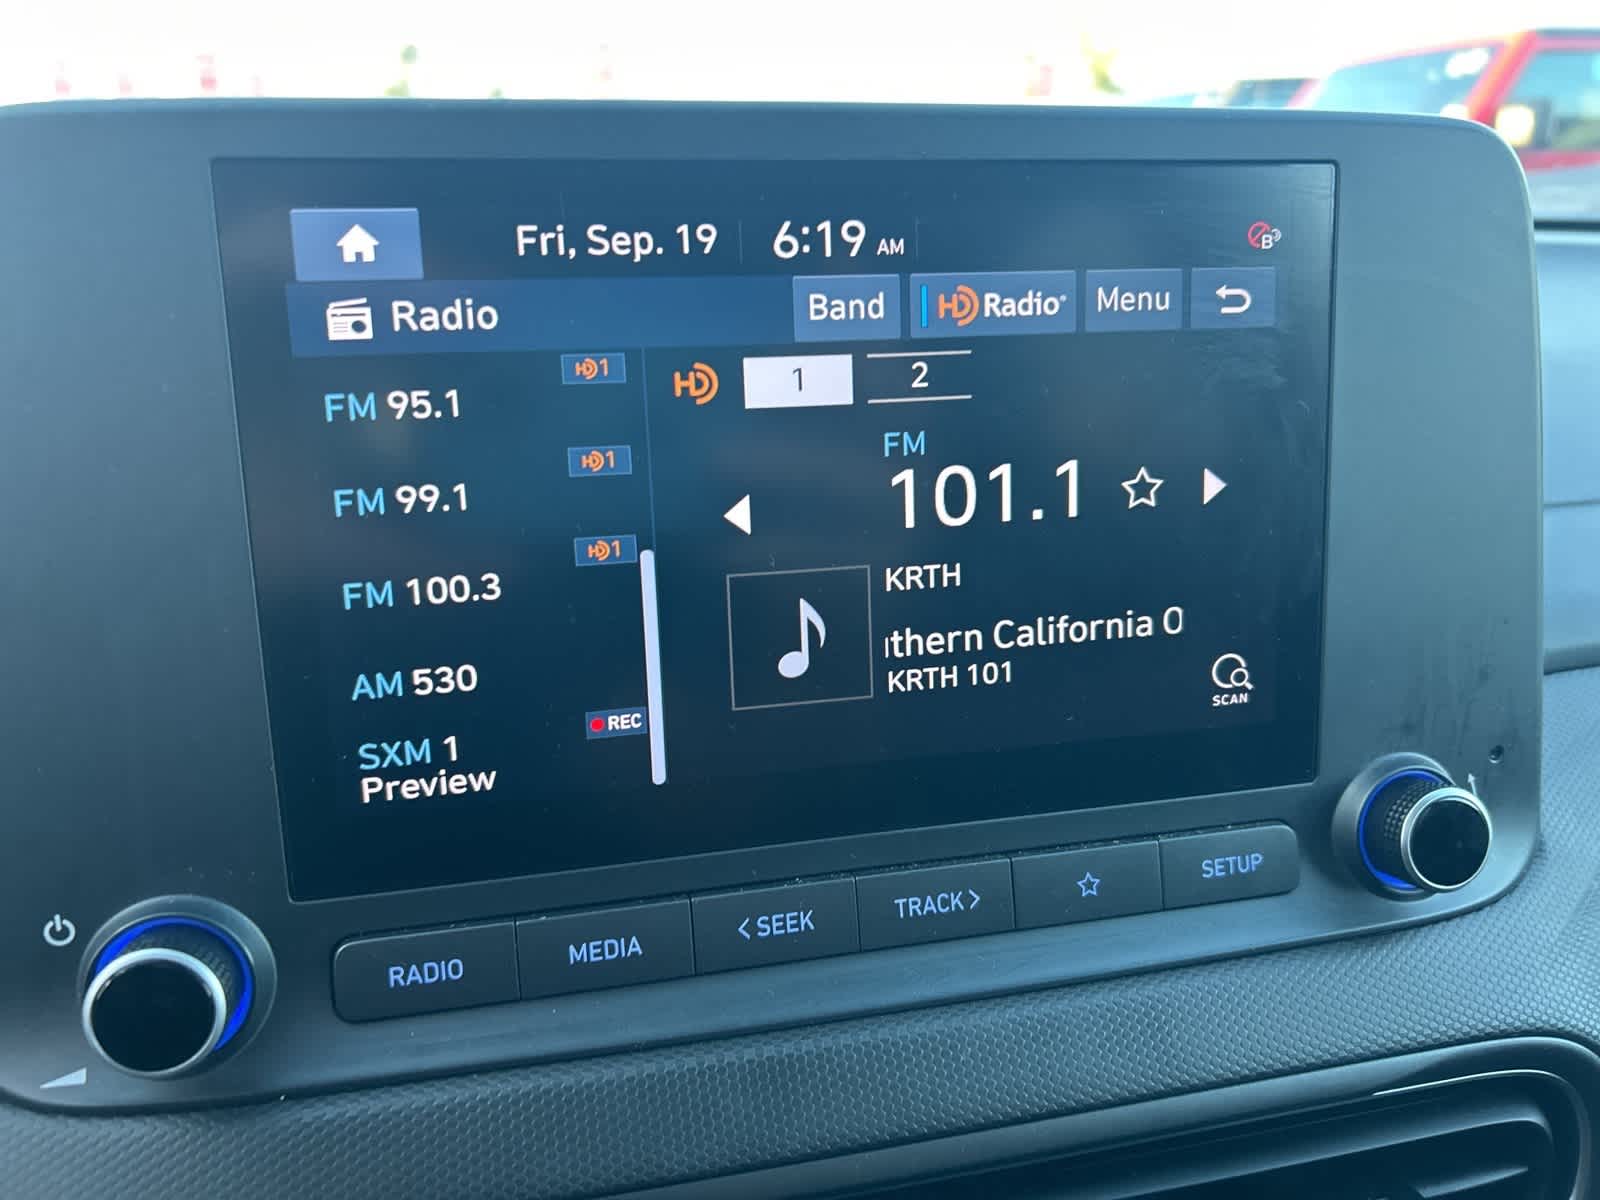 Fri, Sep. 19 6:19 AM
B
Radio
Band
HD Radio®
Menu
HD 1 2
HD1
FM 95.1
HD1
FM 99.1
HD1
FM 100.3
AM 530
REC
SXM 1
Preview
FM
101.1
KRTH
thern California O
KRTH 101
SCAN
RADIO MEDIA < SEEK TRACK > SETUP